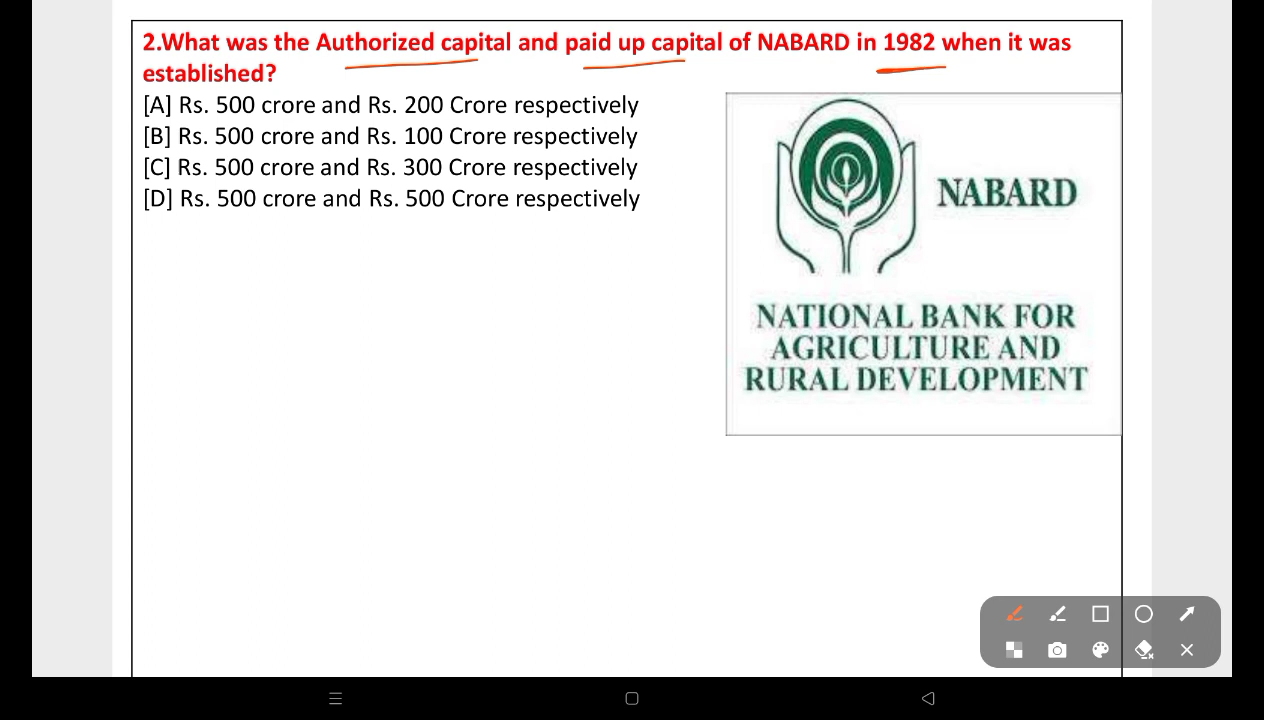 2.What was the Authorized capital and paid up capital of NABARD in 1982 when it was
established?
[A] Rs. 500 crore and Rs. 200 Crore respectively
[B] Rs. 500 crore and Rs. 100 Crore respectively
[C] Rs. 500 crore and Rs. 300 Crore respectively
[D] Rs. 500 crore and Rs. 500 Crore respectively
NABARD
NATIONAL BANK FOR
AGRICULTURE AND
RURAL DEVELOPMENT